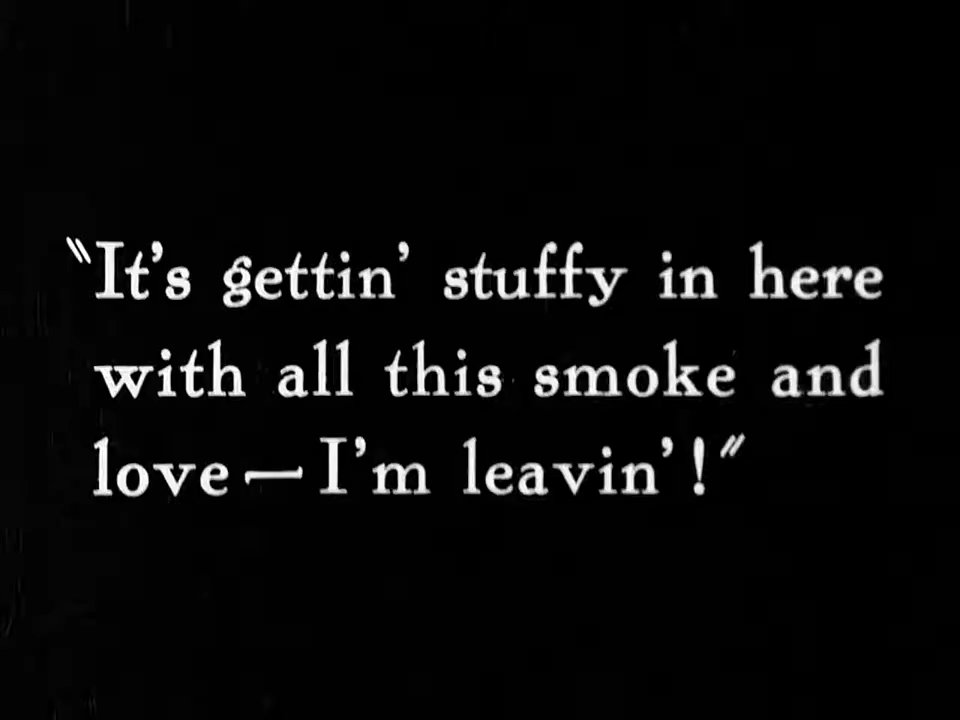 "It's gettin' stuffy in here
with all this smoke and
love—I'm leavin'!"